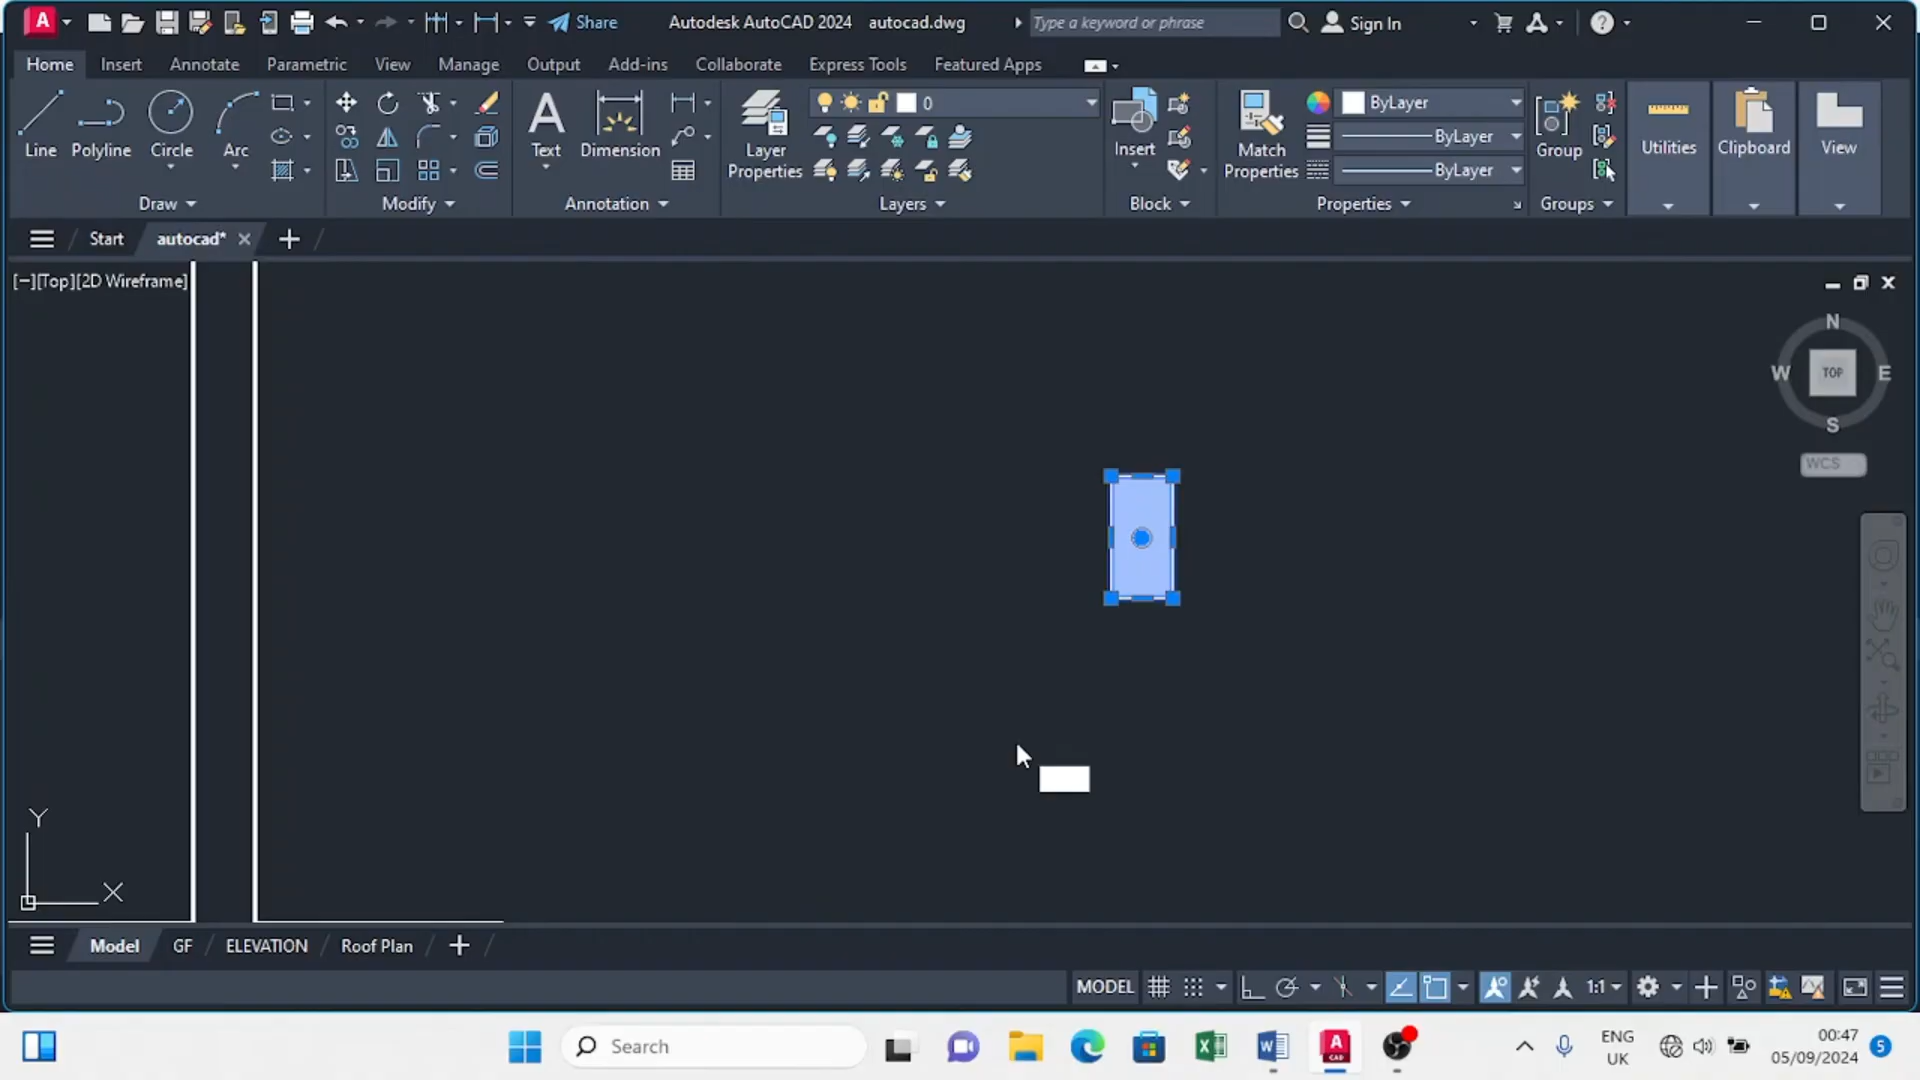 A Share Autodesk AutoCAD 2024 autocad.dwg Type a keyword or phrase Sign In
CAD
Home Insert Annotate Parametric View Manage Output Add-ins Collaborate Express Tools Featured Apps
0 ByLayer
ByLayer
Line Polyline Circle Arc Text Dimension Layer Properties Insert Match Properties Group Utilities Clipboard View
ByLayer
Draw Modify Annotation Layers Block Properties Groups
Start autocad* +
[−][Top][2D Wireframe]
N
W TOP E
S
WCS
Y
X
Model GF ELEVATION Roof Plan +
MODEL 1:1
Search ENG 00:47
UK 05/09/2024 5
A
CAD